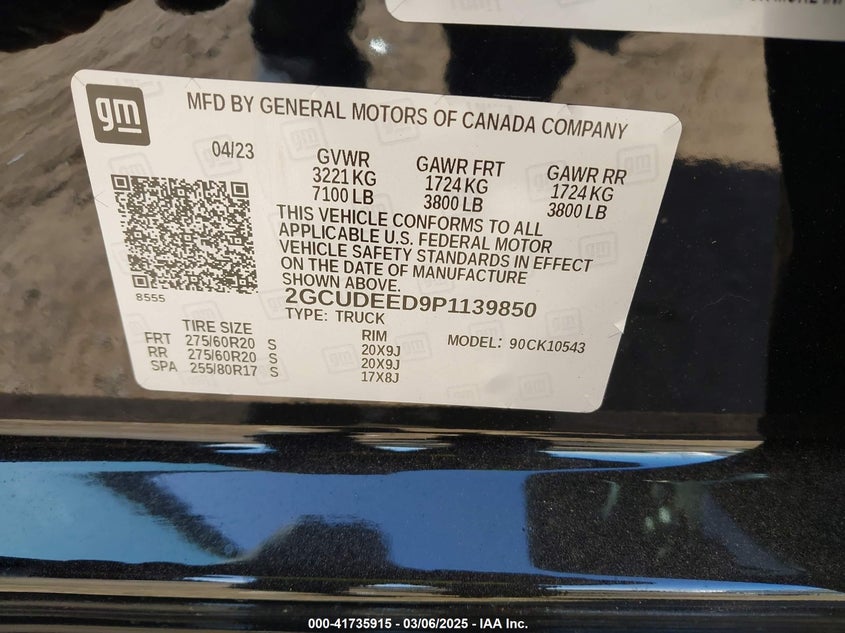 gm
MFD BY GENERAL MOTORS OF CANADA COMPANY
04/23
GVWR
3221 KG
7100 LB
GAWR FRT
1724 KG
3800 LB
GAWR RR
1724 KG
3800 LB
THIS VEHICLE CONFORMS TO ALL
APPLICABLE U.S. FEDERAL MOTOR
VEHICLE SAFETY STANDARDS IN EFFECT
ON THE DATE OF MANUFACTURE
SHOWN ABOVE.
8555
2GCUDEED9P1139850
TYPE: TRUCK
MODEL: 90CK10543
TIRE SIZE RIM
FRT 275/60R20 S 20X9J
RR 275/60R20 S 20X9J
SPA 255/80R17 S 17X8J
000-41735915 - 03/06/2025 - IAA Inc.